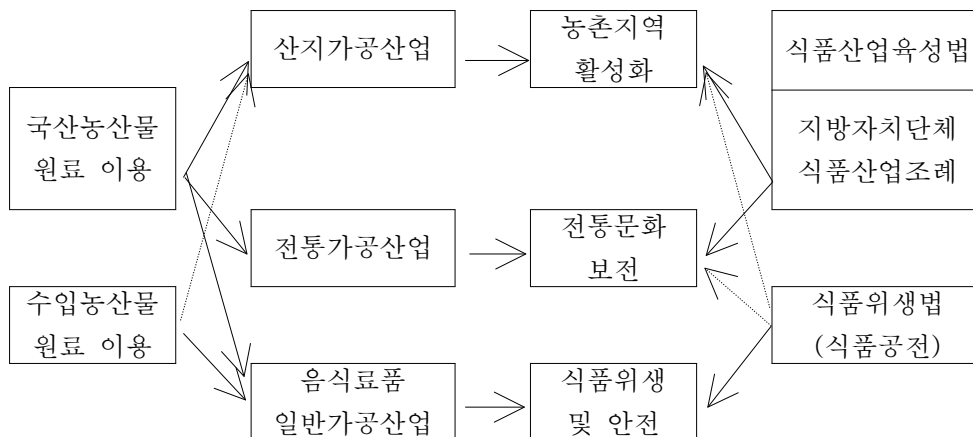 국산농산물
원료 이용
수입농산물
원료 이용
산지가공산업
전통가공산업
음식료품
일반가공산업
농촌지역
활성화
전통문화
보전
식품위생
및 안전
식품산업육성법
지방자치단체
식품산업조례
식품위생법
(식품공전)